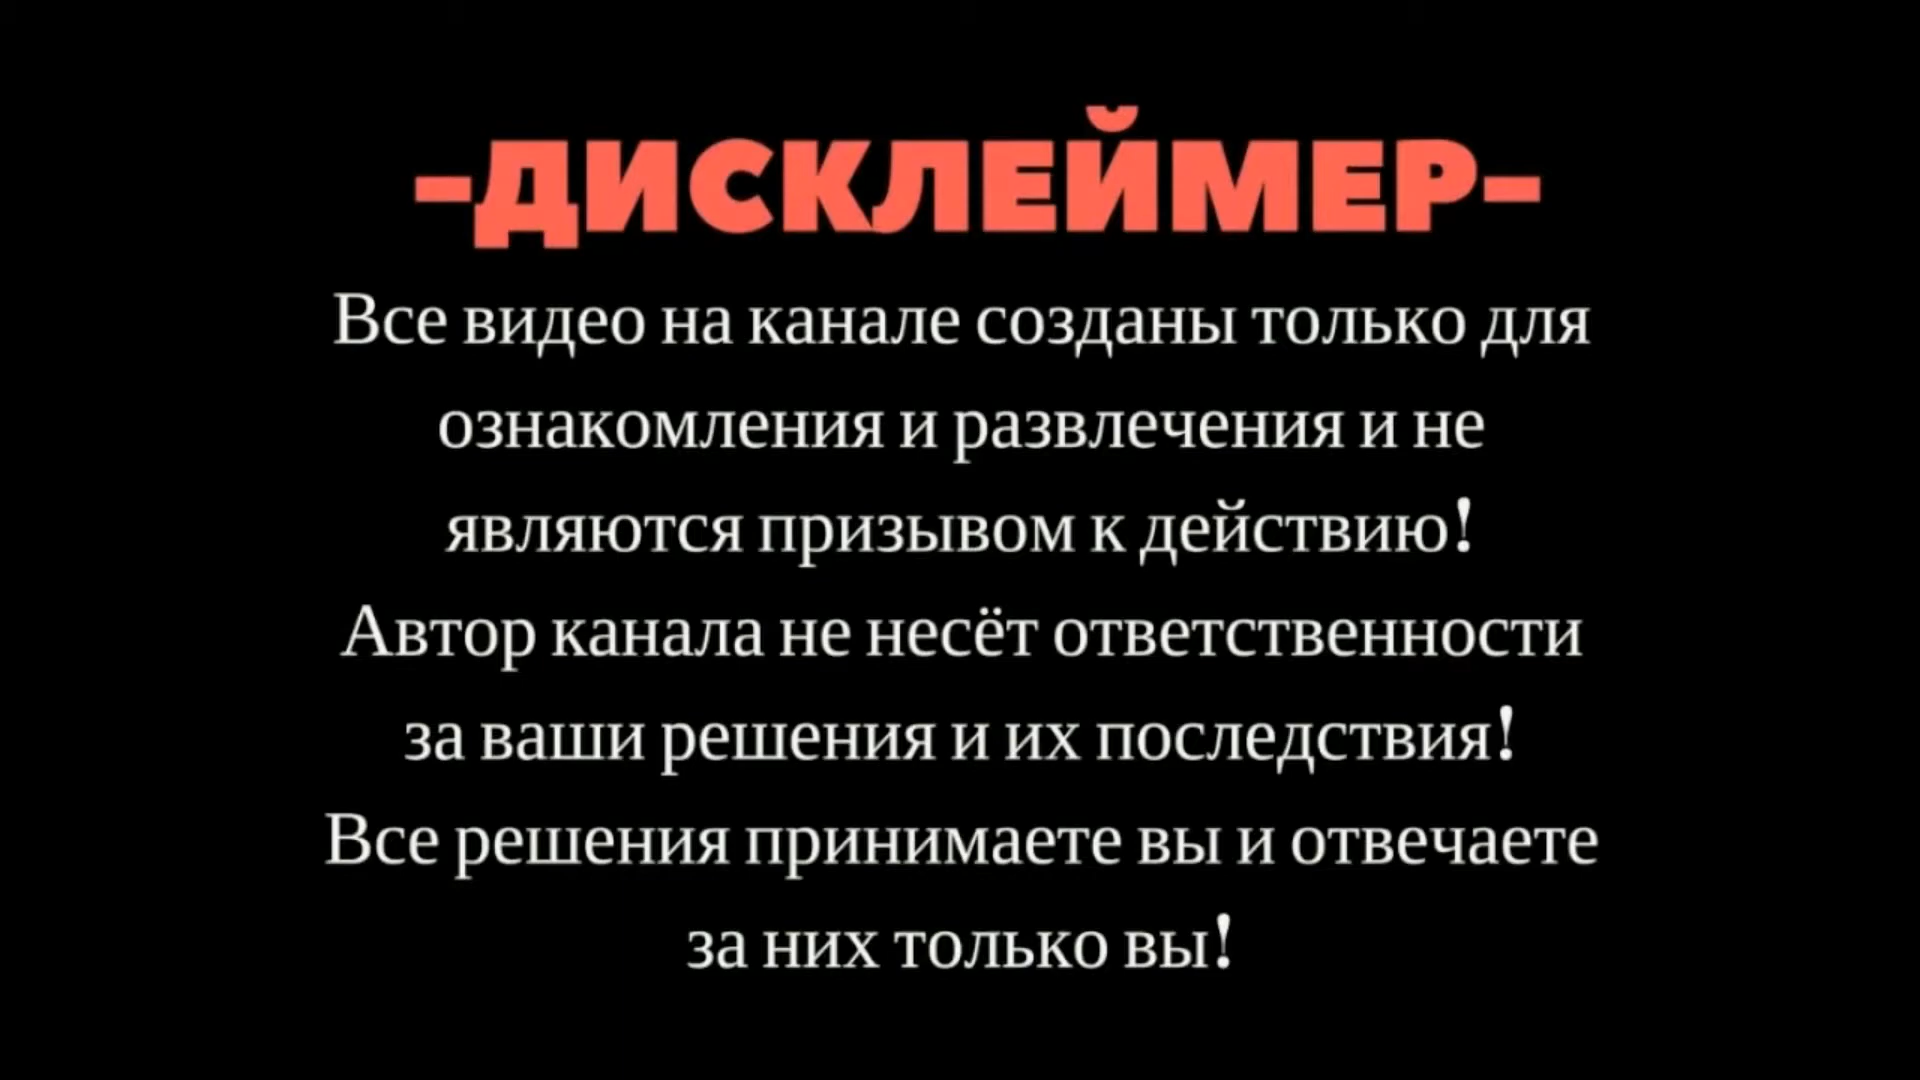 -ДИСКЛЕЙМЕР-
Все видео на канале созданы только для
ознакомления и развлечения и не
являются призывом к действию!
Автор канала не несёт ответственности
за ваши решения и их последствия!
Все решения принимаете вы и отвечаете
за них только вы!